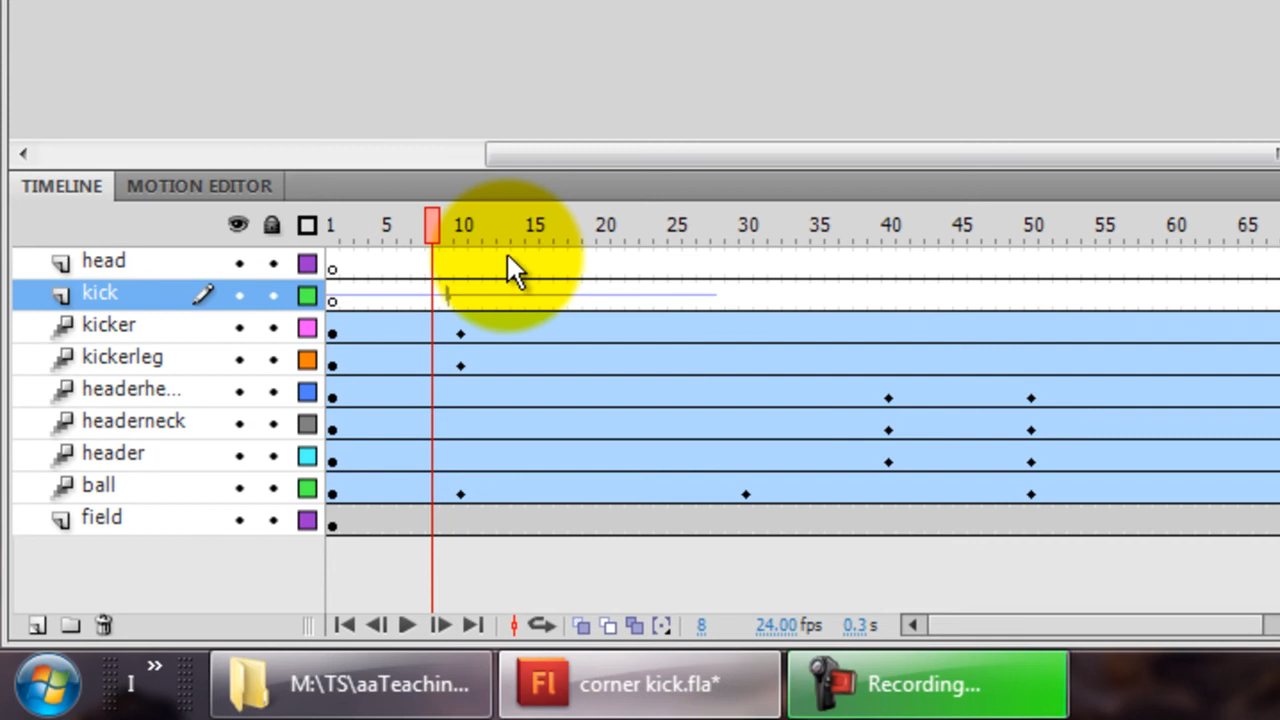 TIMELINE MOTION EDITOR
1 5 10 15 20 25 30 35 40 45 50 55 60 65
head
kick
kicker
kickerleg
headerhe...
headerneck
header
ball
field
8 24.00 fps 0.3 s
» I M:\TS\aaTeachin... Fl corner kick.fla* Recording...